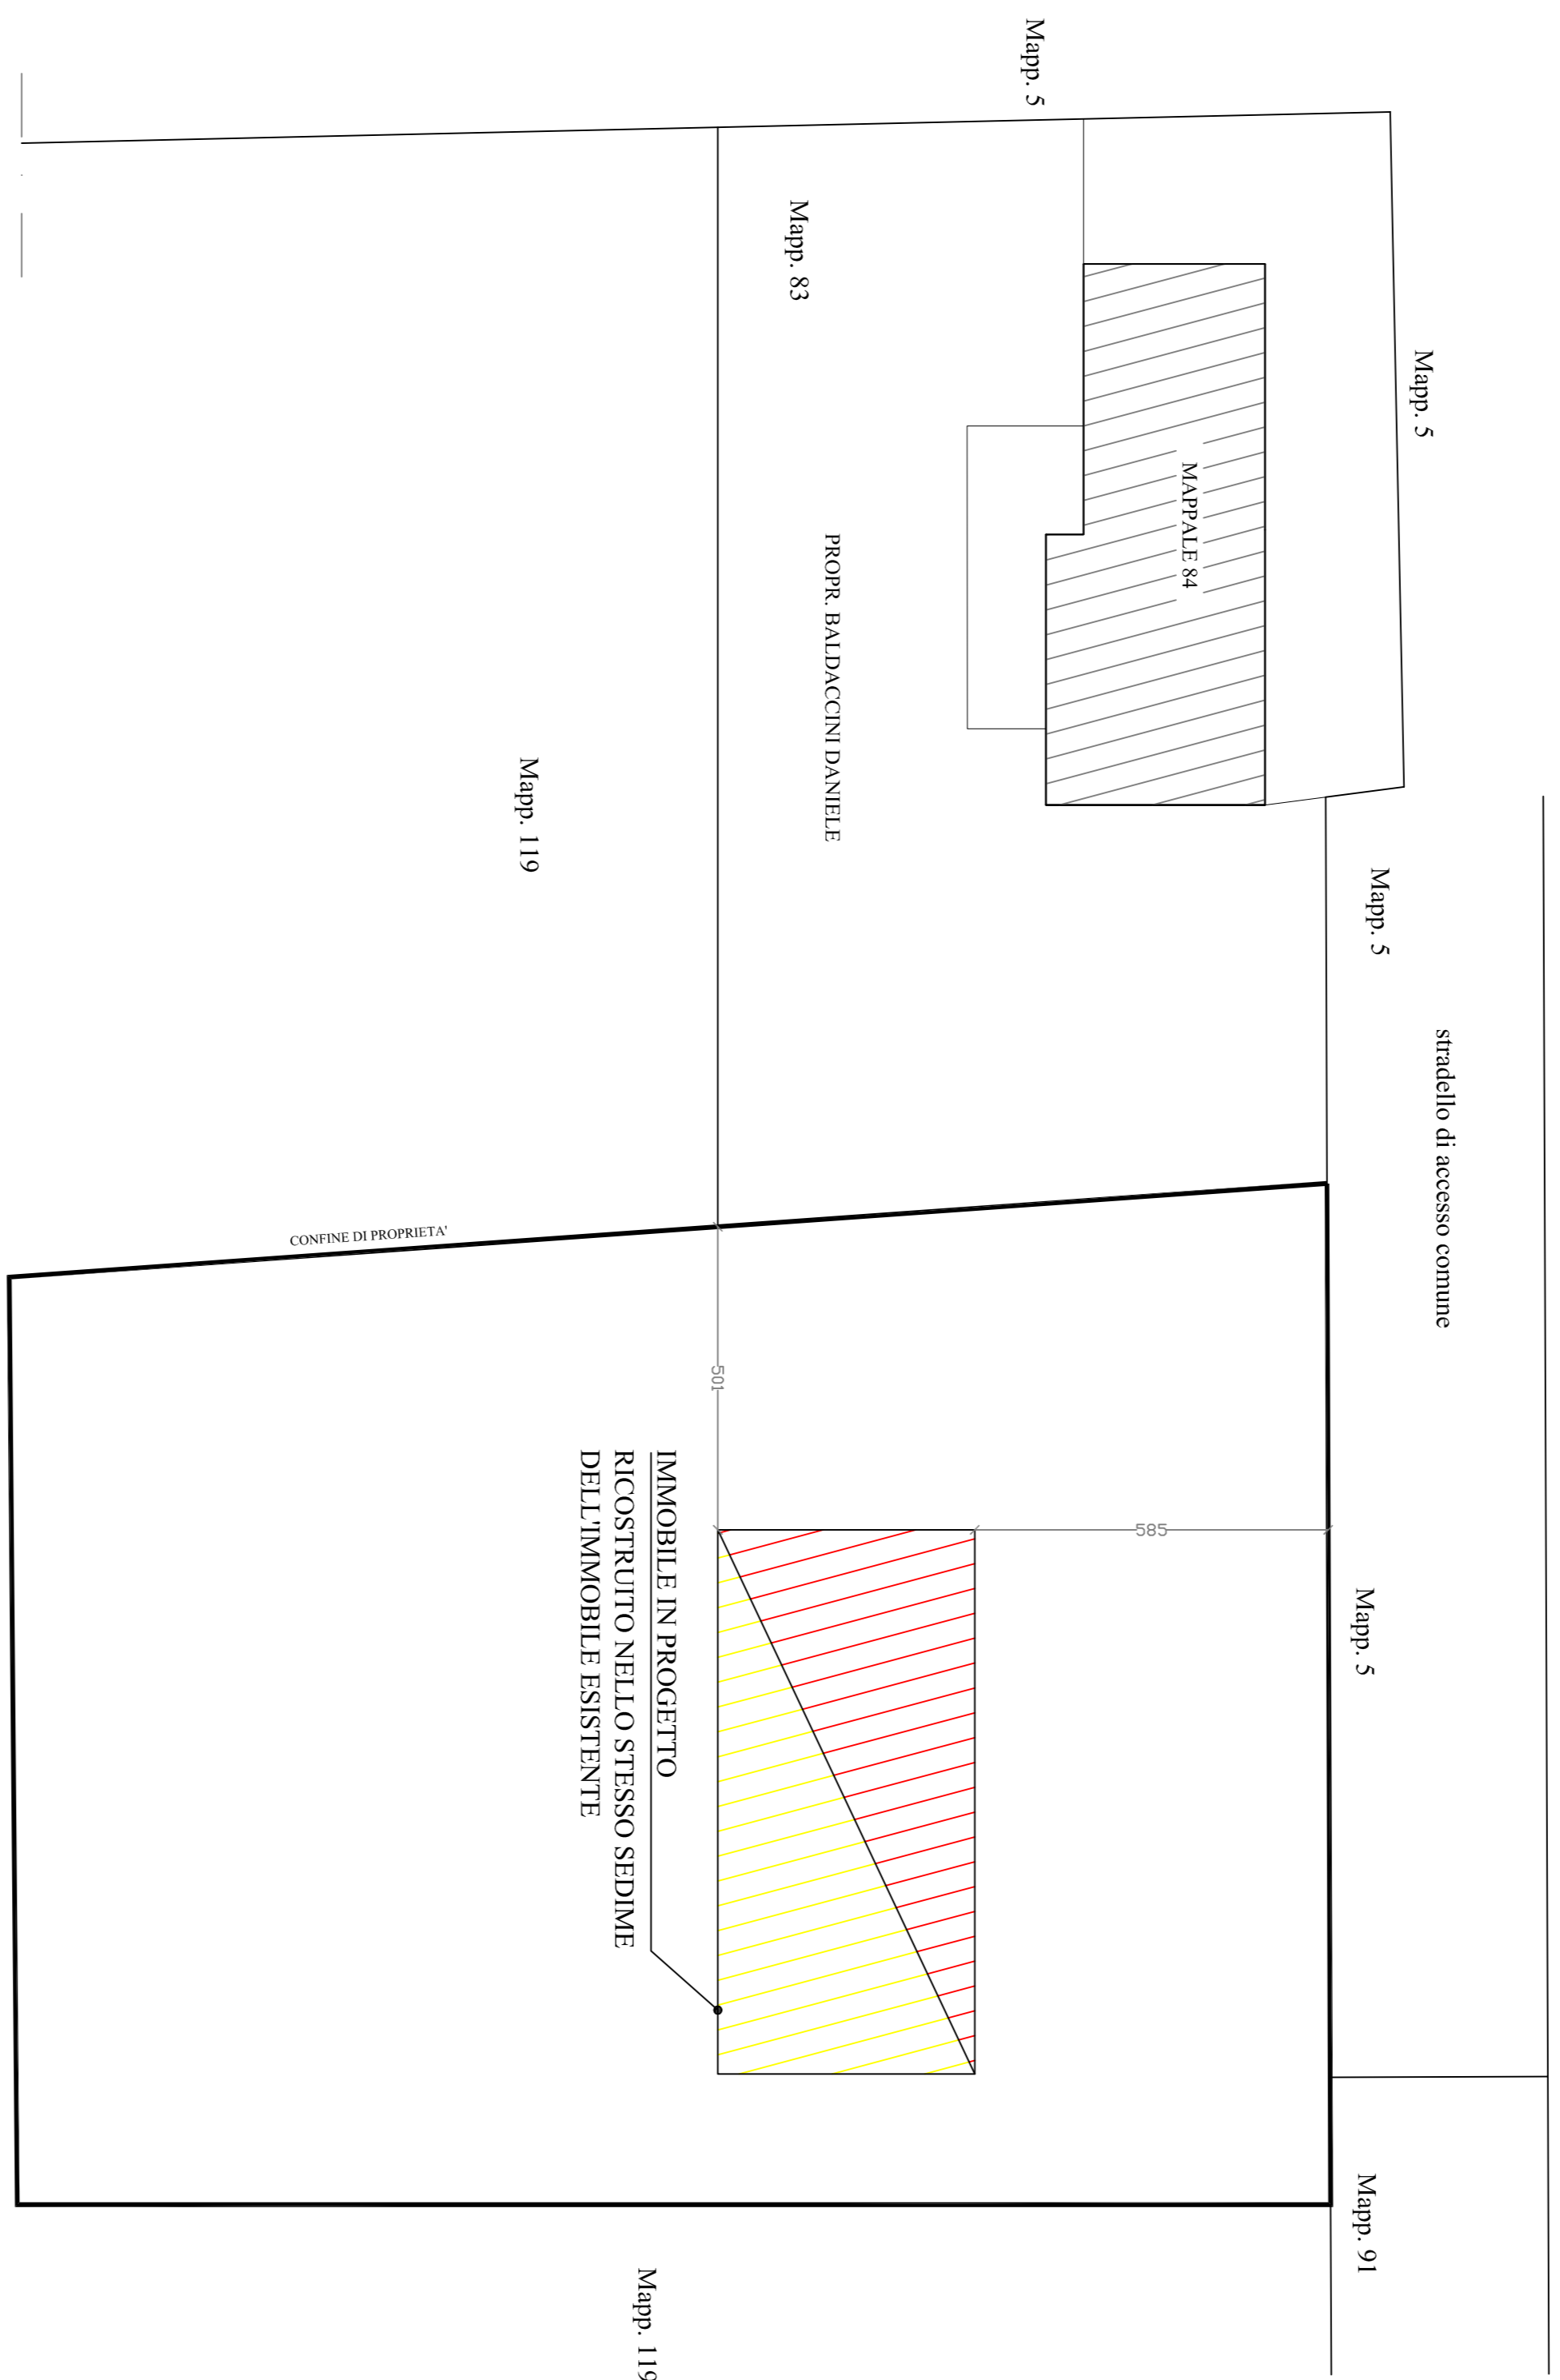 Mapp. 5
Mapp. 5
Mapp. 83
MAPPALE 84
PROPR. BALDACCINI DANIELE
Mapp. 119
Mapp. 5
stradello di accesso comune
CONFINE DI PROPRIETA'
501
585
IMMOBILE IN PROGETTO
RICOSTRUITO NELLO STESSO SEDIME
DELL'IMMOBILE ESISTENTE
Mapp. 5
Mapp. 91
Mapp. 119